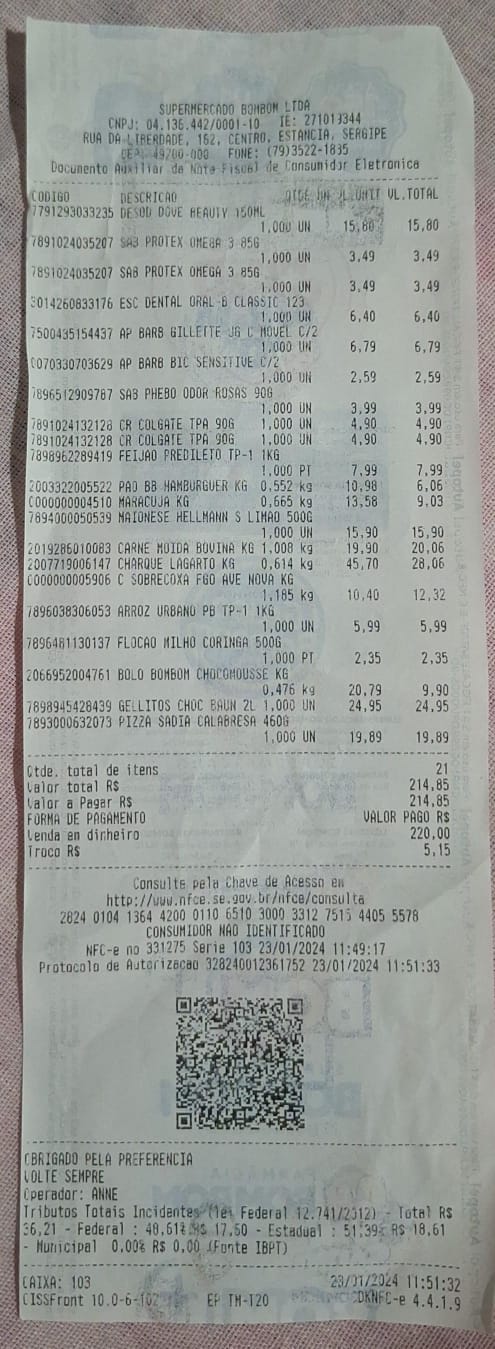 SUPERMERCADO BOMBOM LTDA
CNPJ: 04.136.442/0001-10 IE: 271013344
RUA DA LIBERDADE, 162, CENTRO, ESTANCIA, SERGIPE
CEP: 49200-000 FONE: (79)3522-1835
Documento Auxiliar da Nota Fiscal de Consumidor Eletronica
CODIGO DESCRICAO QTDE UN VL.UNIT VL.TOTAL
7791293033235 DESOD DOVE BEAUTY 150ML
1,000 UN 15,80 15,80
7891024035207 SAB PROTEX OMEGA 3 85G
1,000 UN 3,49 3,49
7891024035207 SAB PROTEX OMEGA 3 85G
1,000 UN 3,49 3,49
3014260833176 ESC DENTAL ORAL-B CLASSIC 123
1,000 UN 6,40 6,40
7500435154437 AP BARB GILLETTE UG C MOVEL C/2
1,000 UN 6,79 6,79
0070330703629 AP BARB BIC SENSITIVE C/2
1,000 UN 2,59 2,59
7896512909787 SAB PHEBO ODOR ROSAS 90G
1,000 UN 3,99 3,99
7891024132128 CR COLGATE TPA 90G 1,000 UN 4,90 4,90
7891024132128 CR COLGATE TPA 90G 1,000 UN 4,90 4,90
7898962289419 FEIJAO PREDILETO TP-1 1KG
1,000 PT 7,99 7,99
2003322005522 PAO BB HAMBURGUER KG 0,552 kg 10,98 6,06
0000000004510 MARACUJA KG 0,665 kg 13,58 9,03
7894000050539 MAIONESE HELLMANN S LIMAO 500G
1,000 UN 15,90 15,90
2019286010083 CARNE MOIDA BOVINA KG 1,008 kg 19,90 20,06
2007719006147 CHARQUE LAGARTO KG 0,614 kg 45,70 28,06
0000000005906 C SOBRECOXA FGO AVE NOVA KG
1,185 kg 10,40 12,32
7896038306053 ARROZ URBANO PB TP-1 1KG
1,000 UN 5,99 5,99
7896481130137 FLOCAO MILHO CORINGA 500G
1,000 PT 2,35 2,35
2066952004761 BOLO BOMBOM CHOCOMOUSSE KG
0,476 kg 20,79 9,90
7898945428439 GELLITOS CHOC BAUN 2L 1,000 UN 24,95 24,95
7893000632073 PIZZA SADIA CALABRESA 460G
1,000 UN 19,89 19,89
Qtde. total de itens 21
Valor total R$ 214,85
Valor a Pagar R$ 214,85
FORMA DE PAGAMENTO VALOR PAGO R$
Venda em dinheiro 220,00
Troco R$ 5,15
Consulte pela Chave de Acesso em
http://www.nfce.se.gov.br/nfce/consulta
2824 0104 1364 4200 0110 6510 3000 3312 7515 4405 5578
CONSUMIDOR NAO IDENTIFICADO
NFC-e no 331275 Serie 103 23/01/2024 11:49:17
Protocolo de Autorizacao 328240012361752 23/01/2024 11:51:33
OBRIGADO PELA PREFERENCIA
VOLTE SEMPRE
Operador: ANNE
Tributos Totais Incidentes (lei Federal 12.741/2012) - Total R$
36,21 - Federal : 48,61% R$ 17,60 - Estadual : 51,39% R$ 18,61
- Municipal 0,00% R$ 0,00 (Fonte IBPT)
CAIXA: 103 23/01/2024 11:51:32
CISSFront 10.0-6-102 EP TM-120 DKNFC-e 4.4.1.9